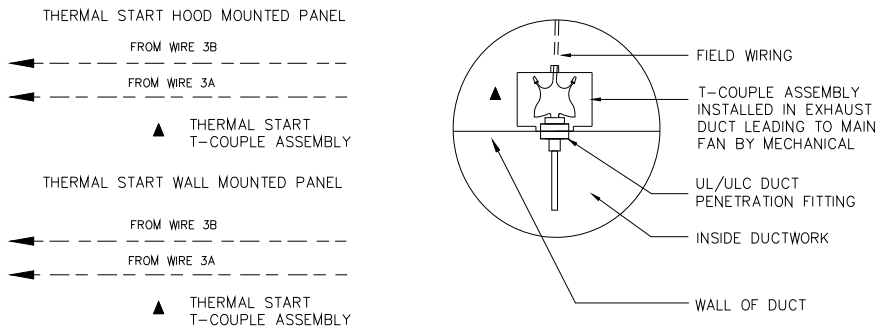 THERMAL START HOOD MOUNTED PANEL
FROM WIRE 3B
FROM WIRE 3A
THERMAL START
T-COUPLE ASSEMBLY
THERMAL START WALL MOUNTED PANEL
FROM WIRE 3B
FROM WIRE 3A
THERMAL START
T-COUPLE ASSEMBLY
FIELD WIRING
T-COUPLE ASSEMBLY
INSTALLED IN EXHAUST
DUCT LEADING TO MAIN
FAN BY MECHANICAL
UL/ULC DUCT
PENETRATION FITTING
INSIDE DUCTWORK
WALL OF DUCT